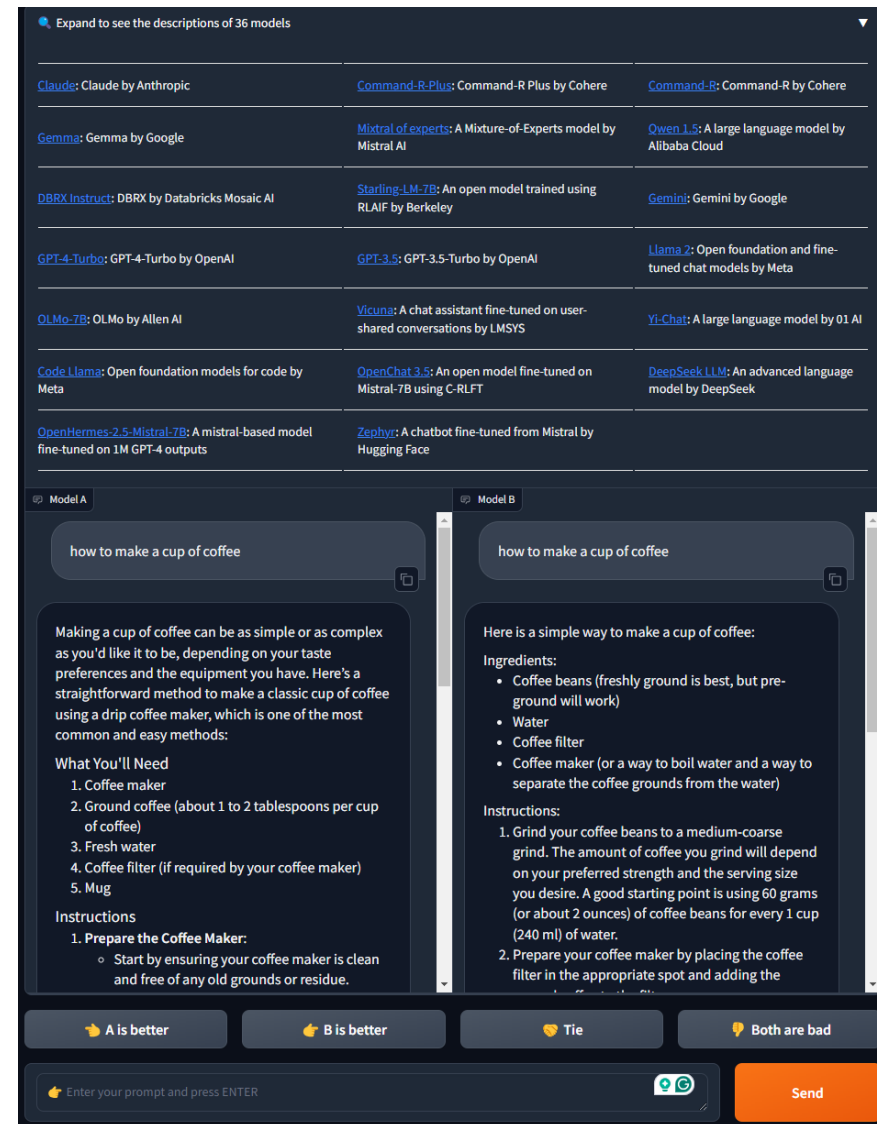 Expand to see the descriptions of 36 models
Claude: Claude by Anthropic
Command-R-Plus: Command-R Plus by Cohere
Command-R: Command-R by Cohere
Gemma: Gemma by Google
Mixtral of experts: A Mixture-of-Experts model by
Mistral AI
Qwen 1.5: A large language model by
Alibaba Cloud
DBRX Instruct: DBRX by Databricks Mosaic AI
Starling-LM-7B: An open model trained using
RLAIF by Berkeley
Gemini: Gemini by Google
GPT-4-Turbo: GPT-4-Turbo by OpenAI
GPT-3.5: GPT-3.5-Turbo by OpenAI
Llama 2: Open foundation and fine-
tuned chat models by Meta
OLMo-7B: OLMo by Allen AI
Vicuna: A chat assistant fine-tuned on user-
shared conversations by LMSYS
Yi-Chat: A large language model by 01 AI
Code Llama: Open foundation models for code by
Meta
OpenChat 3.5: An open model fine-tuned on
Mistral-7B using C-RLFT
DeepSeek LLM: An advanced language
model by DeepSeek
OpenHermes-2.5-Mistral-7B: A mistral-based model
fine-tuned on 1M GPT-4 outputs
Zephyr: A chatbot fine-tuned from Mistral by
Hugging Face
Model A
how to make a cup of coffee
Making a cup of coffee can be as simple or as complex
as you'd like it to be, depending on your taste
preferences and the equipment you have. Here's a
straightforward method to make a classic cup of coffee
using a drip coffee maker, which is one of the most
common and easy methods:
What You'll Need
1. Coffee maker
2. Ground coffee (about 1 to 2 tablespoons per cup
of coffee)
3. Fresh water
4. Coffee filter (if required by your coffee maker)
5. Mug
Instructions
1. Prepare the Coffee Maker:
Start by ensuring your coffee maker is clean
and free of any old grounds or residue.
Model B
how to make a cup of coffee
Here is a simple way to make a cup of coffee:
Ingredients:
Coffee beans (freshly ground is best, but pre-
ground will work)
Water
Coffee filter
Coffee maker (or a way to boil water and a way to
separate the coffee grounds from the water)
Instructions:
1. Grind your coffee beans to a medium-coarse
grind. The amount of coffee you grind will depend
on your preferred strength and the serving size
you desire. A good starting point is using 60 grams
(or about 2 ounces) of coffee beans for every 1 cup
(240 ml) of water.
2. Prepare your coffee maker by placing the coffee
filter in the appropriate spot and adding the
A is better
B is better
Tie
Both are bad
Enter your prompt and press ENTER
Send